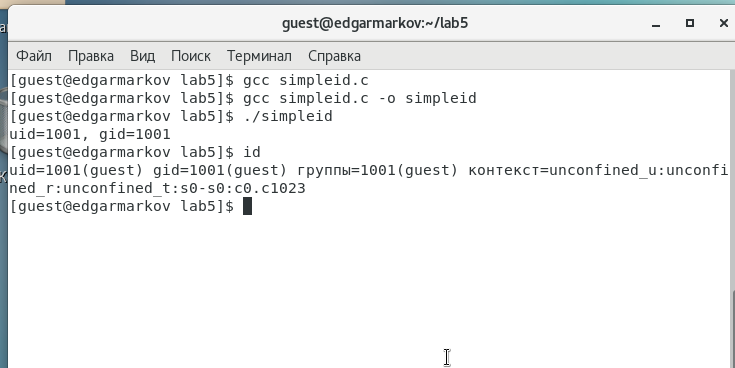 guest@edgarmarkov:~/lab5
Файл Правка Вид Поиск Терминал Справка
[guest@edgarmarkov lab5]$ gcc simpleid.c
[guest@edgarmarkov lab5]$ gcc simpleid.c -o simpleid
[guest@edgarmarkov lab5]$ ./simpleid
uid=1001, gid=1001
[guest@edgarmarkov lab5]$ id
uid=1001(guest) gid=1001(guest) группы=1001(guest) контекст=unconfined_u:unconfi
ned_r:unconfined_t:s0-s0:c0.c1023
[guest@edgarmarkov lab5]$